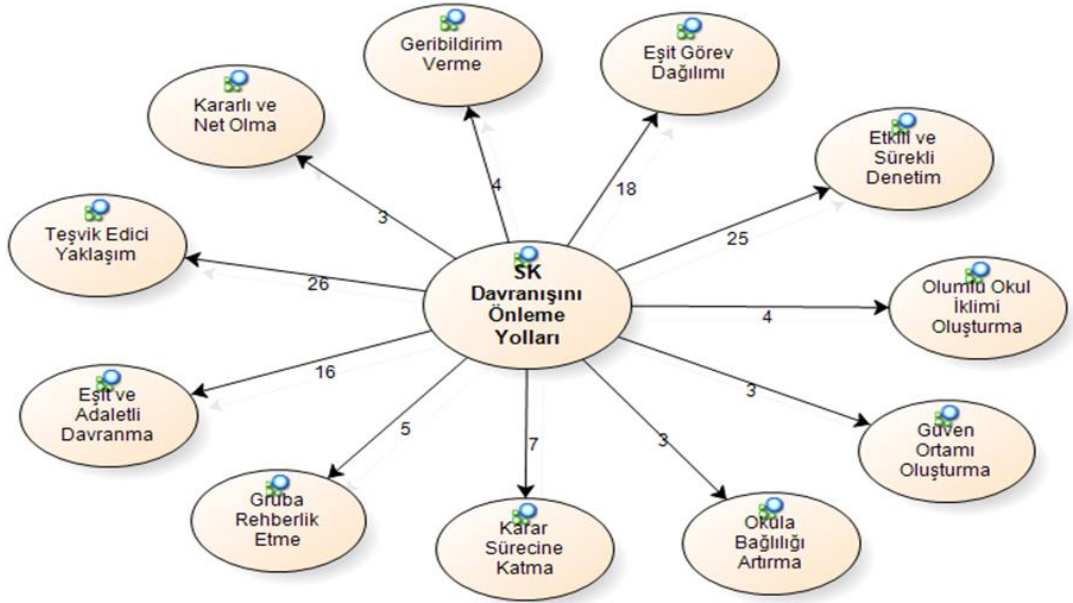 Geribildirim
Verme
Eşit Görev
Dağılımı
Kararlı ve
Net Olma
Etkili ve
Sürekli
Denetim
4
18
3
25
Teşvik Edici
Yaklaşım
26
SK
Davranışını
Önleme
Yolları
4
Olumlu Okul
İklimi
Oluşturma
16
3
Eşit ve
Adaletli
Davranma
5
7
3
Güven
Ortamı
Oluşturma
Gruba
Rehberlik
Etme
Karar
Sürecine
Katma
Okula
Bağlılığı
Artırma